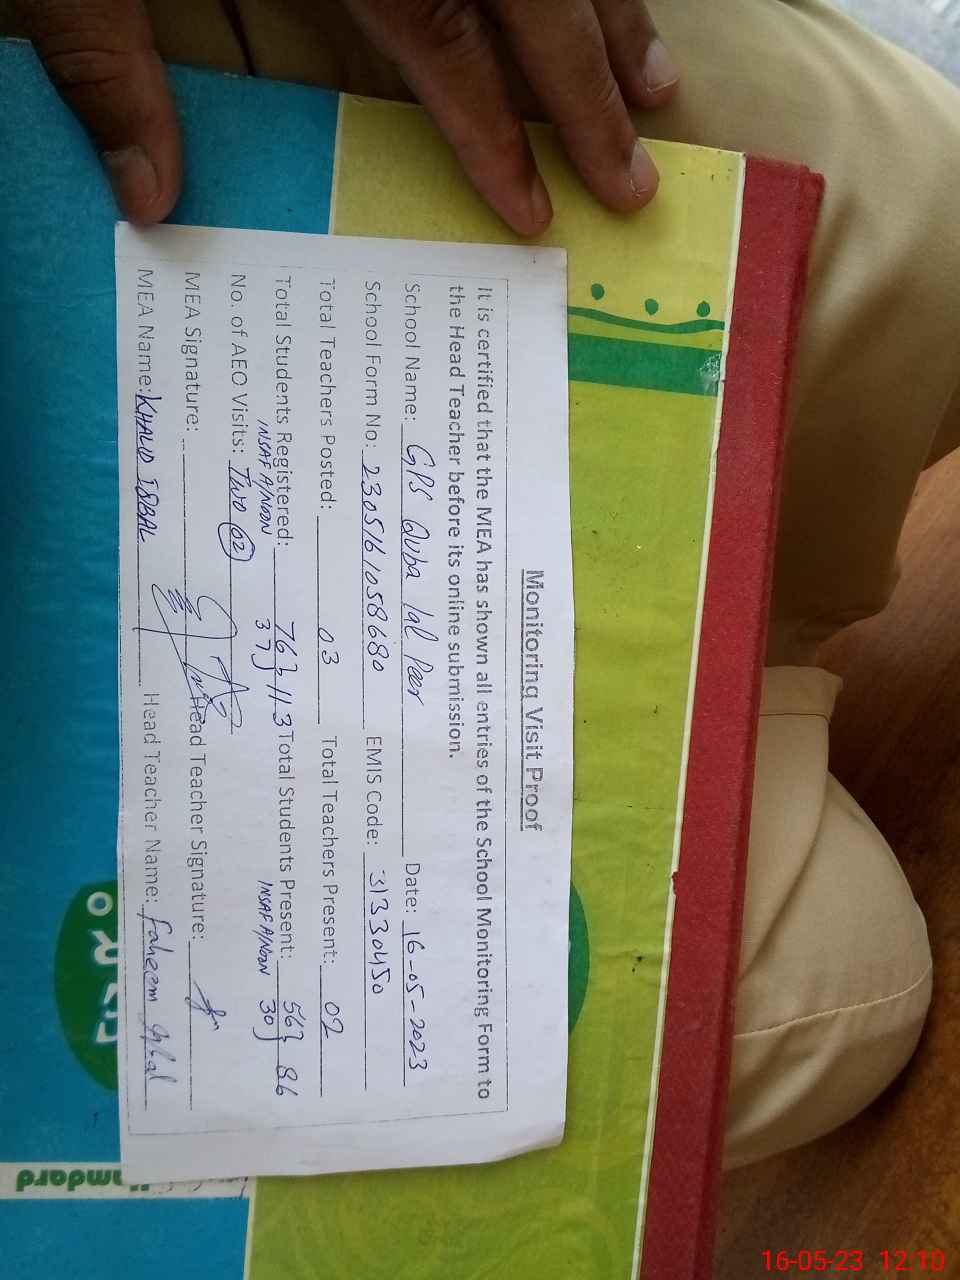 Monitoring Visit Proof
It is certified that the MEA has shown all entries of the School Monitoring Form to
the Head Teacher before its online submission.
School Name: GPS Quba lal Peer Date: 16-05-2023
School Form No: 2305161058680 EMIS Code: 31330450
Total Teachers Posted: 03 Total Teachers Present: 02
Total Students Registered: 76} 113 Total Students Present: 56} 86
INSAF A/NOON 37} INSAF A/NOON 30}
No. of AEO Visits: Two (02)
MEA Signature: Head Teacher Signature:
MEA Name: KHALID IQBAL Head Teacher Name: Faheem Iqbal
Hamdard
16-05-23 12:10